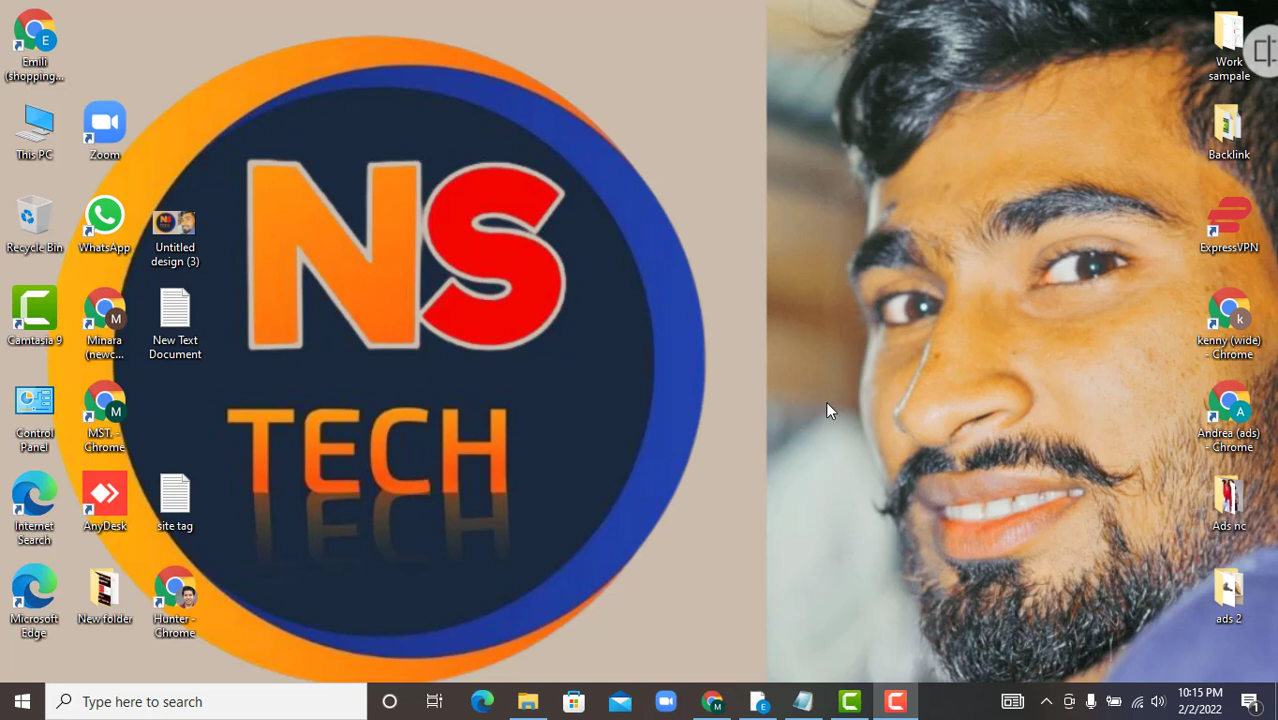 Emili
(shopping...
This PC
Recycle Bin
Camtasia 9
Control
Panel
Internet
Search
Microsoft
Edge
Zoom
WhatsApp
Minara
(newc...
MST. -
Chrome
AnyDesk
New folder
Untitled
design (3)
New Text
Document
site tag
Hunter -
Chrome
NS
TECH
Work
sampale
Backlink
ExpressVPN
kenny (wide)
- Chrome
Andrea (ads)
- Chrome
Ads nc
ads 2
Type here to search
10:15 PM
2/2/2022